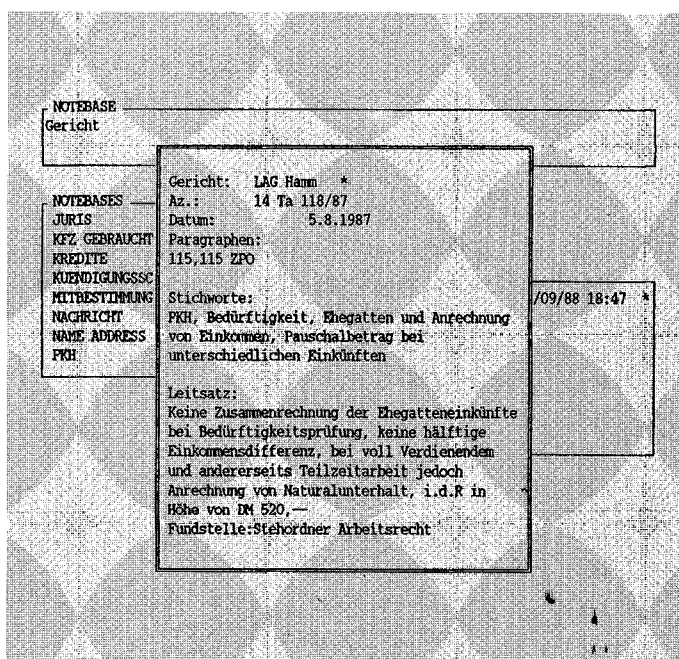 NOTEBASE
Gericht
Gericht: LAG Hamm *
Az.: 14 Ta 118/87
Datum: 5.8.1987
Paragraphen:
115,115 ZPO
Stichworte:
PKH, Bedürftigkeit, Ehegatten und Anrechnung
von Einkommen, Pauschalbetrag bei
unterschiedlichen Einkünften
Leitsatz:
Keine Zusammenrechnung der Ehegatteneinkünfte
bei Bedürftigkeitsprüfung, keine hälftige
Einkommensdifferenz, bei voll Verdienendem
und andererseits Teilzeitarbeit jedoch
Anrechnung von Naturalunterhalt, i.d.R in
Höhe von DM 520,—
Fundstelle:Stehordner Arbeitsrecht
NOTEBASES
JURIS
KFZ GEBRAUCHT
KREDITE
KUENDIGUNGSSC
MITBESTIMMUNG
NACHRICHT
NAME ADDRESS
PKH
/09/88 18:47 *